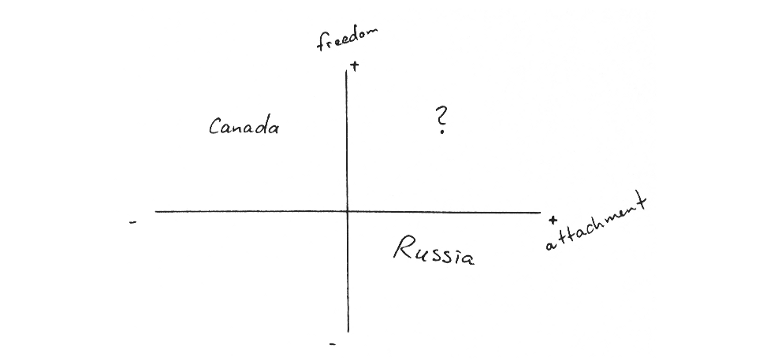 freedom
+
Canada
?
-
+
attachment
Russia